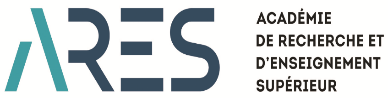 ARES
ACADÉMIE
DE RECHERCHE ET
D'ENSEIGNEMENT
SUPÉRIEUR